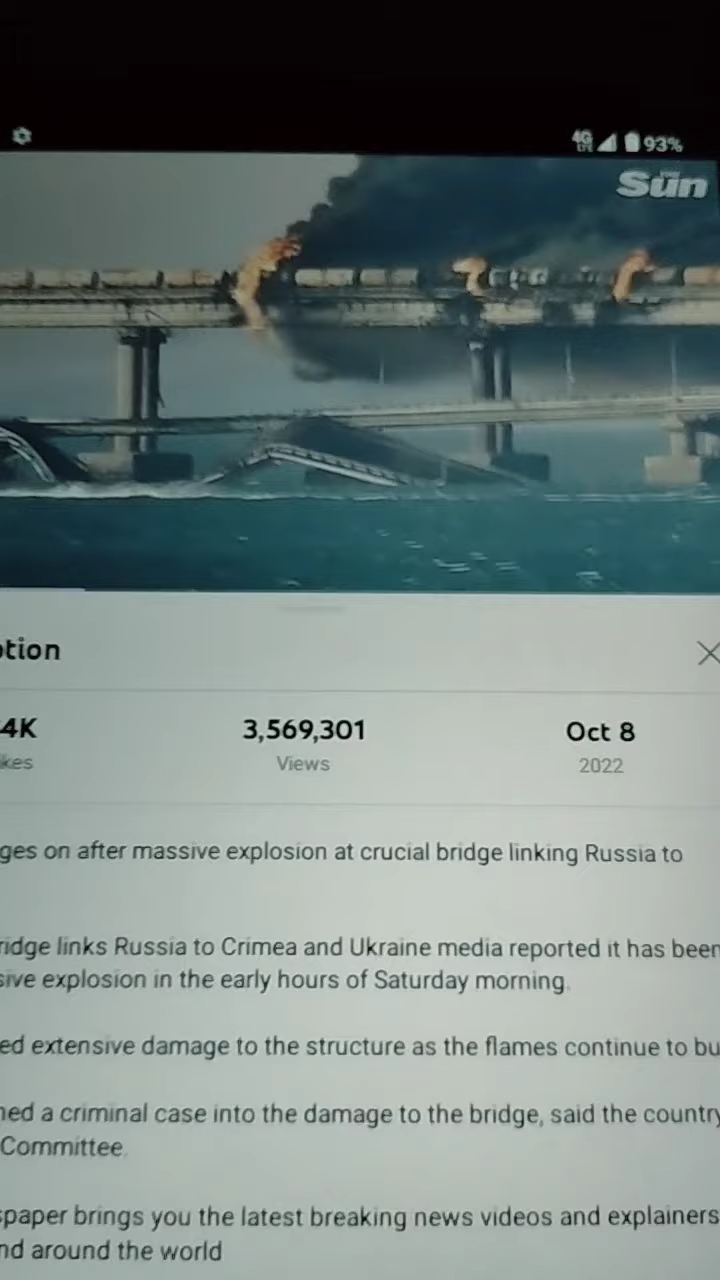 4G
93%
Sun
ption
4K
3,569,301
Oct 8
kes
Views
2022
ges on after massive explosion at crucial bridge linking Russia to
ridge links Russia to Crimea and Ukraine media reported it has been
sive explosion in the early hours of Saturday morning.
ed extensive damage to the structure as the flames continue to bu
ned a criminal case into the damage to the bridge, said the country
Committee.
spaper brings you the latest breaking news videos and explainers
nd around the world